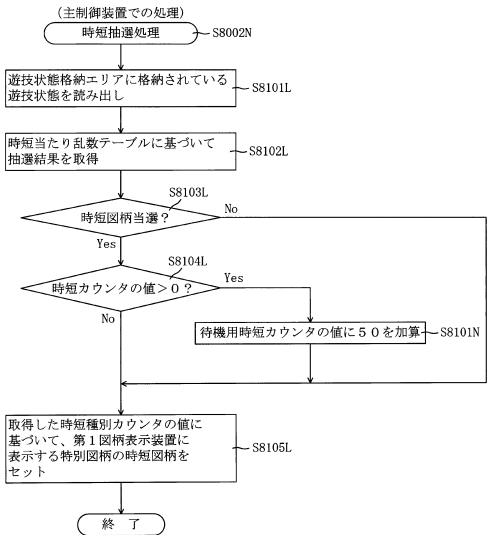 (主制御装置での処理)
時短抽選処理
S8002N
遊技状態格納エリアに格納されている
遊技状態を読み出し
S8101L
時短当たり乱数テーブルに基づいて
抽選結果を取得
S8102L
S8103L
時短図柄当選?
No
Yes
S8104L
時短カウンタの値>0?
Yes
No
待機用時短カウンタの値に50を加算
S8101N
取得した時短種別カウンタの値に
基づいて、第1図柄表示装置に
表示する特別図柄の時短図柄を
セット
S8105L
終 了